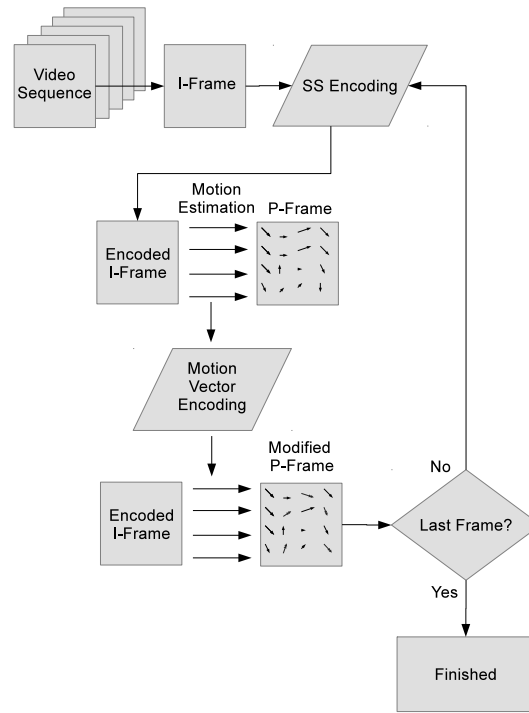 Video
Sequence
I-Frame
SS Encoding
Motion
Estimation
P-Frame
Encoded
I-Frame
Motion
Vector
Encoding
Modified
P-Frame
Encoded
I-Frame
No
Last Frame?
Yes
Finished